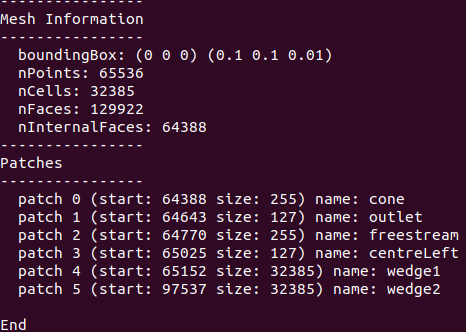 ----------------
Mesh Information
----------------
  boundingBox: (0 0 0) (0.1 0.1 0.01)
  nPoints: 65536
  nCells: 32385
  nFaces: 129922
  nInternalFaces: 64388
----------------
Patches
----------------
  patch 0 (start: 64388 size: 255) name: cone
  patch 1 (start: 64643 size: 127) name: outlet
  patch 2 (start: 64770 size: 255) name: freestream
  patch 3 (start: 65025 size: 127) name: centreLeft
  patch 4 (start: 65152 size: 32385) name: wedge1
  patch 5 (start: 97537 size: 32385) name: wedge2

End